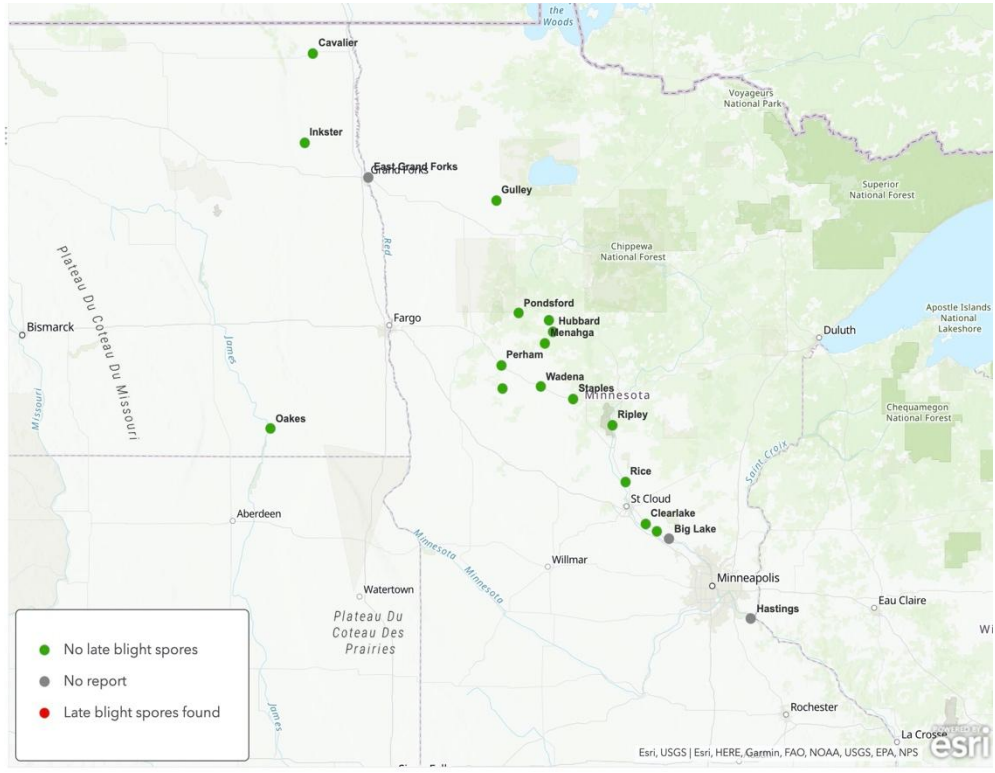 the
Woods
Cavalier
Voyageurs
National Park
Inkster
East Grand Forks
Grand Forks
Gulley
Superior
National Forest
Red
Chippewa
National Forest
Plateau Du Coteau Du Missouri
Pondsford
Apostle Islands
National
Lakeshore
Fargo
Hubbard
Bismarck
Menahga
Duluth
James
Perham
Wadena
Staples
Minnesota
Missouri
Chequamegon
National Forest
Oakes
Ripley
Saint Croix
Rice
St Cloud
Aberdeen
Clearlake
Big Lake
Minnesota
Willmar
Minnesota
Minneapolis
Watertown
Eau Claire
Hastings
Plateau Du
Coteau Des
Prairies
Wi
No late blight spores
No report
Late blight spores found
James
Rochester
La Crosse
Esri, USGS | Esri, HERE, Garmin, FAO, NOAA, USGS, EPA, NPS
esri